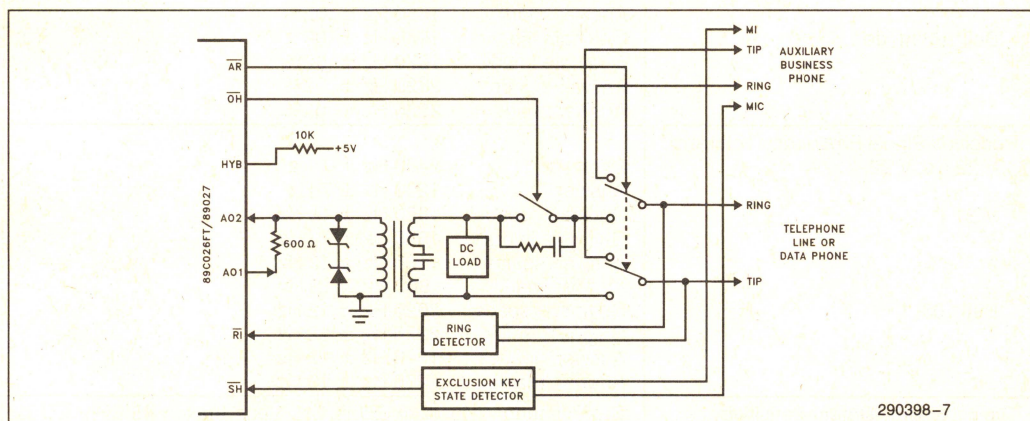 MI
TIP
AUXILIARY
BUSINESS
PHONE
RING
MIC
AR
OH
10K
+5V
HYB
89C026FT/89027
AO2
600 Ω
AO1
DC
LOAD
RING
TELEPHONE
LINE OR
DATA PHONE
TIP
RI
RING
DETECTOR
SH
EXCLUSION KEY
STATE DETECTOR
290398-7